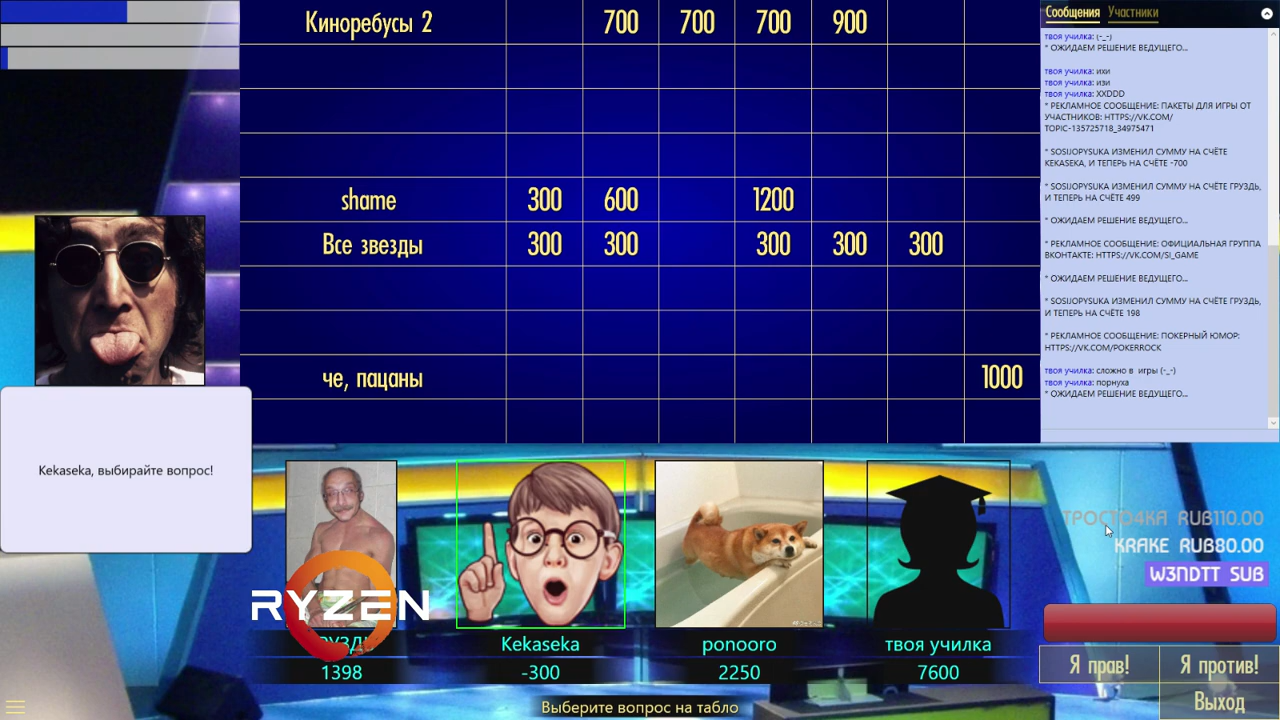 Киноребусы 2 700 700 700 900
shame 300 600 1200
Все звезды 300 300 300 300 300
че, пацаны 1000
Сообщения Участники
твоя училка: (-_-)
* ОЖИДАЕМ РЕШЕНИЕ ВЕДУЩЕГО...
твоя училка: ихи
твоя училка: изи
твоя училка: XXDDD
* РЕКЛАМНОЕ СООБЩЕНИЕ: ПАКЕТЫ ДЛЯ ИГРЫ ОТ
УЧАСТНИКОВ: HTTPS://VK.COM/
TOPIC-135725718_34975471
* SOSIJOPYSUKA ИЗМЕНИЛ СУММУ НА СЧЁТЕ
KEKASEKA, И ТЕПЕРЬ НА СЧЁТЕ -700
* SOSIJOPYSUKA ИЗМЕНИЛ СУММУ НА СЧЁТЕ ГРУЗДЬ,
И ТЕПЕРЬ НА СЧЁТЕ 499
* ОЖИДАЕМ РЕШЕНИЕ ВЕДУЩЕГО...
* РЕКЛАМНОЕ СООБЩЕНИЕ: ОФИЦИАЛЬНАЯ ГРУППА
ВКОНТАКТЕ: HTTPS://VK.COM/SI_GAME
* ОЖИДАЕМ РЕШЕНИЕ ВЕДУЩЕГО...
* SOSIJOPYSUKA ИЗМЕНИЛ СУММУ НА СЧЁТЕ ГРУЗДЬ,
И ТЕПЕРЬ НА СЧЁТЕ 198
* РЕКЛАМНОЕ СООБЩЕНИЕ: ПОКЕРНЫЙ ЮМОР:
HTTPS://VK.COM/POKERROCK
твоя училка: сложно в игры (-_-)
твоя училка: порнуха
* ОЖИДАЕМ РЕШЕНИЕ ВЕДУЩЕГО...
Kekaseka, выбирайте вопрос!
RYZEN
Kekaseka ponooro твоя училка
1398 -300 2250 7600
Выберите вопрос на табло
ТРОСТО4КА RUB110.00
KRAKE RUB80.00
W3NDTT SUB
Я прав! Я против!
Выход